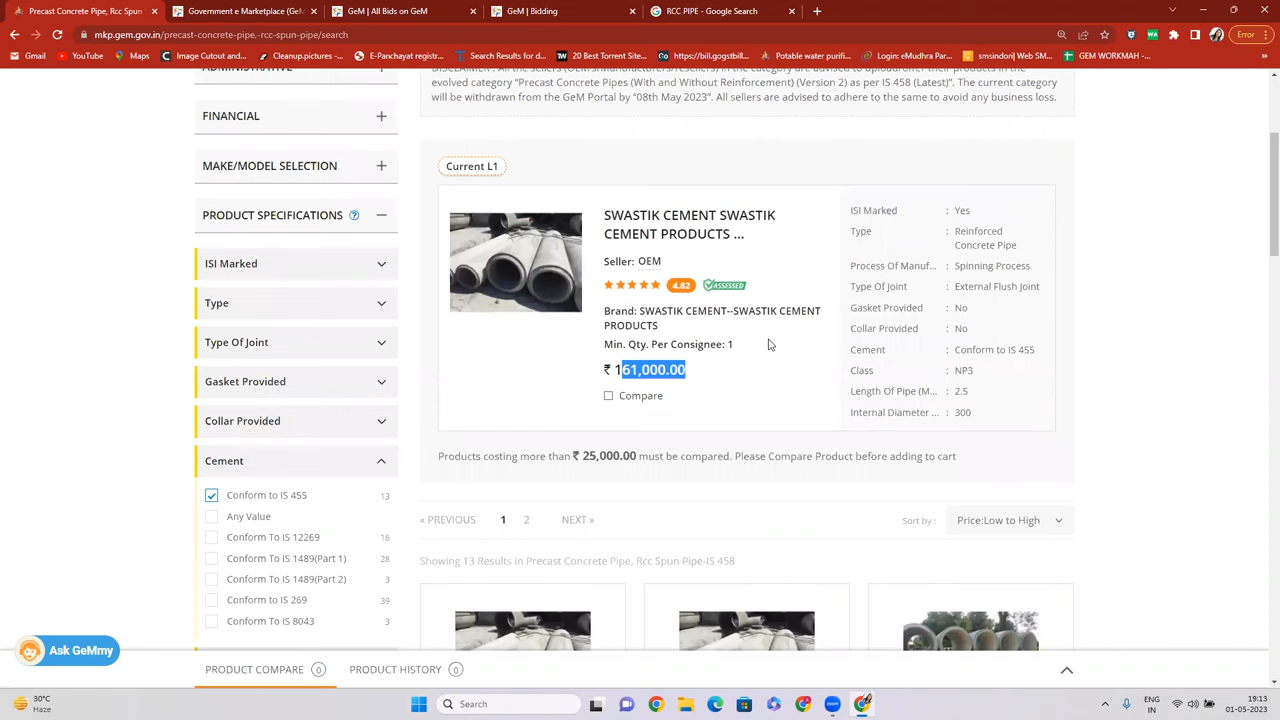 Precast Concrete Pipe, Rcc Spun
Government e Marketplace (GeM
GeM | All Bids on GeM
GeM | Bidding
RCC PIPE - Google Search
mkp.gem.gov.in/precast-concrete-pipe,-rcc-spun-pipe/search
Error
Gmail
YouTube
Maps
Image Cutout and...
Cleanup.pictures -...
E-Panchayat registr...
Search Results for d...
20 Best Torrent Site...
https://bill.gogstbil...
Potable water purifi...
Logixc eMudhra Par...
smsindori| Web SM...
GEM WORKMAH - ...
ADMINISTRATIVE
FINANCIAL
MAKE/MODEL SELECTION
PRODUCT SPECIFICATIONS
ISI Marked
Type
Type Of Joint
Gasket Provided
Collar Provided
Cement
Conform to IS 455 13
Any Value
Conform To IS 12269 16
Conform To IS 1489(Part 1) 28
Conform To IS 1489(Part 2) 3
Conform to IS 269 39
Conform To IS 8043 3
evolved category "Precast Concrete Pipes (With and Without Reinforcement) (Version 2) as per IS 458 (Latest)". The current category
will be withdrawn from the GeM Portal by "08th May 2023". All sellers are advised to adhere to the same to avoid any business loss.
Current L1
SWASTIK CEMENT SWASTIK
CEMENT PRODUCTS ...
Seller: OEM
4.82 ASSESSED
Brand: SWASTIK CEMENT--SWASTIK CEMENT
PRODUCTS
Min. Qty. Per Consignee: 1
₹ 161,000.00
Compare
ISI Marked : Yes
Type : Reinforced
Concrete Pipe
Process Of Manuf... : Spinning Process
Type Of Joint : External Flush Joint
Gasket Provided : No
Collar Provided : No
Cement : Conform to IS 455
Class : NP3
Length Of Pipe (M... : 2.5
Internal Diameter ... : 300
Products costing more than ₹ 25,000.00 must be compared. Please Compare Product before adding to cart
« PREVIOUS 1 2 NEXT »
Sort by : Price:Low to High
Showing 13 Results in Precast Concrete Pipe, Rcc Spun Pipe-IS 458
Ask GeMmy
PRODUCT COMPARE 0
PRODUCT HISTORY 0
30°C
Haze
Search
ENG
IN
19:13
01-05-2023